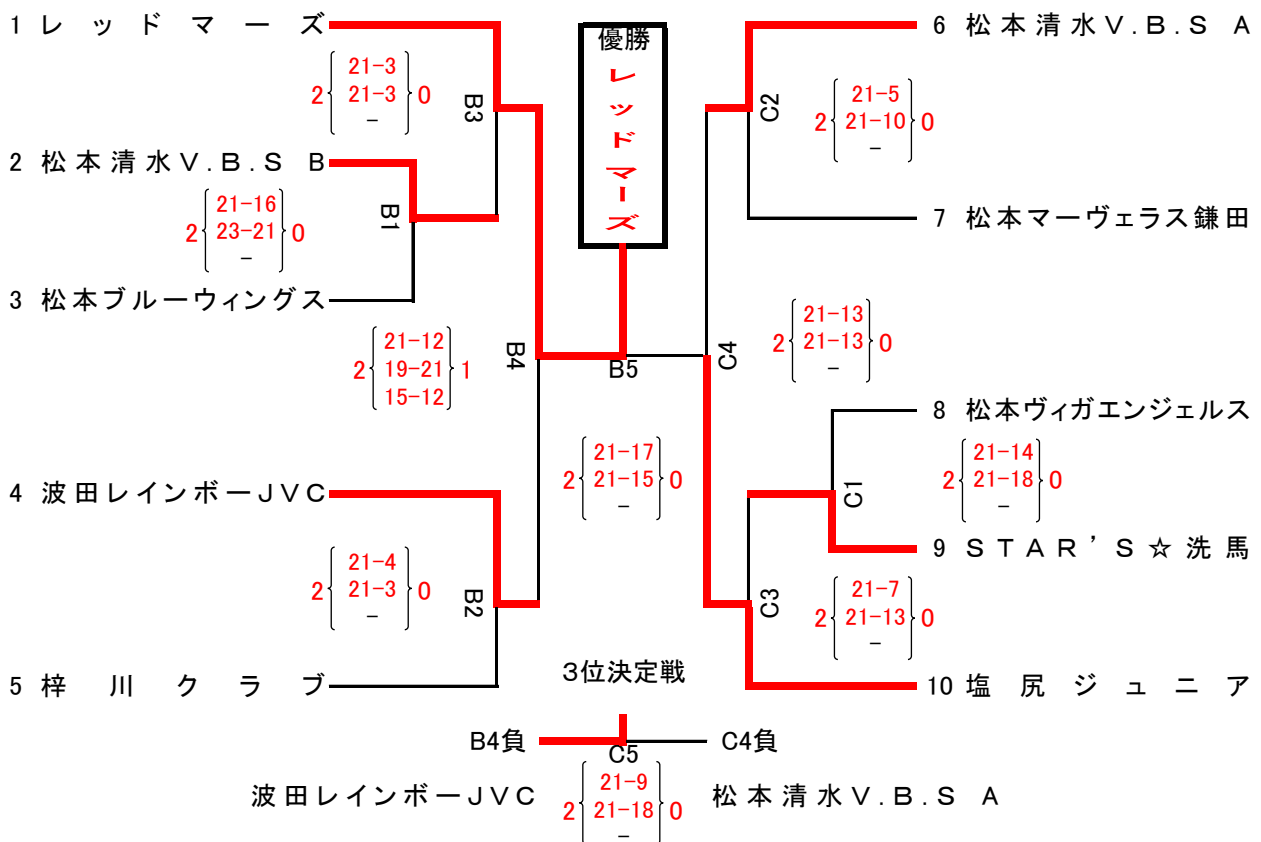 1 レッドマーズ
優勝
レッドマーズ
6 松本清水V.B.S A
21-3
2 21-3 0
-
B3
C2
21-5
2 21-10 0
-
2 松本清水V.B.S B
B1
21-16
2 23-21 0
-
7 松本マーヴェラス鎌田
3 松本ブルーウィングス
21-12
2 19-21 1
15-12
B4
B5
C4
21-13
2 21-13 0
-
8 松本ヴィガエンジェルス
21-17
2 21-15 0
-
21-14
2 21-18 0
-
C1
4 波田レインボーJVC
9 STAR'S☆洗馬
21-4
2 21-3 0
-
B2
C3
21-7
2 21-13 0
-
5 梓川クラブ
3位決定戦
10 塩尻ジュニア
B4負
C5
C4負
波田レインボーJVC
21-9
2 21-18 0
-
松本清水V.B.S A